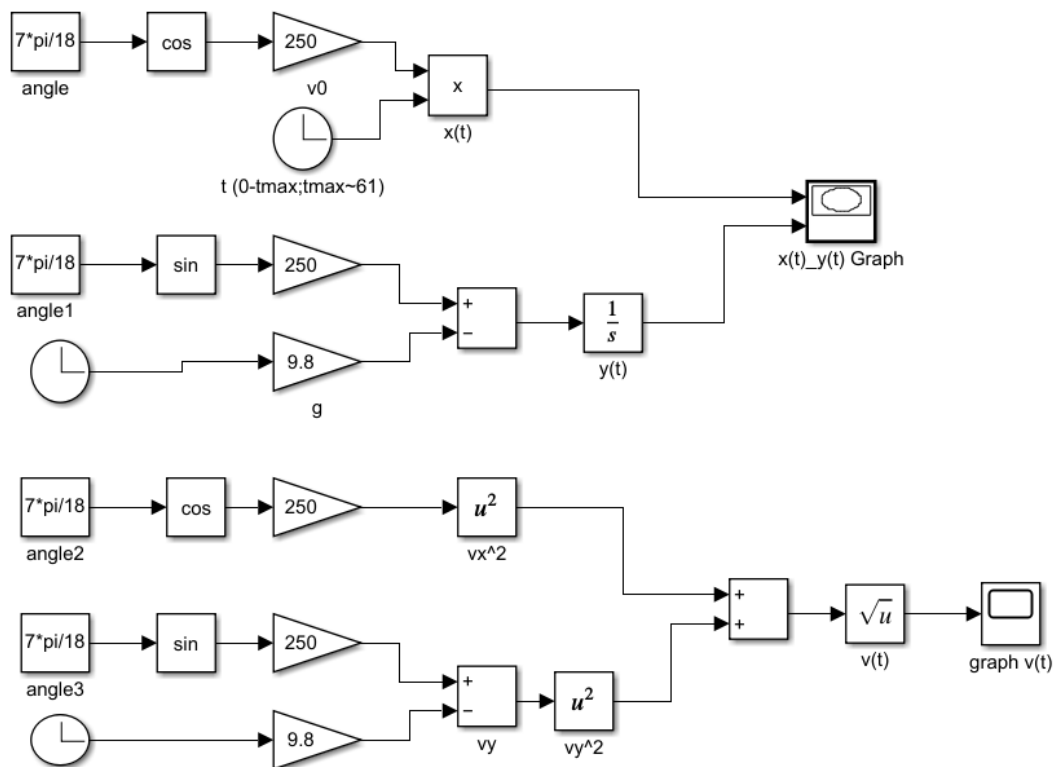 7*pi/18
angle
cos
250
v0
x
x(t)
t (0-tmax;tmax~61)
x(t)_y(t) Graph
7*pi/18
angle1
sin
250
+
−
9.8
g
1
s
y(t)
7*pi/18
angle2
cos
250
u²
vx^2
7*pi/18
angle3
sin
250
+
−
vy
9.8
u²
vy^2
+
+
√u
v(t)
graph v(t)